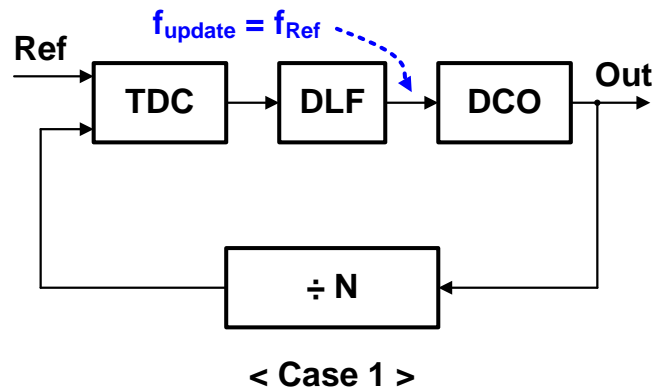 f_update = f_Ref
Ref
TDC
DLF
DCO
Out
÷ N
< Case 1 >